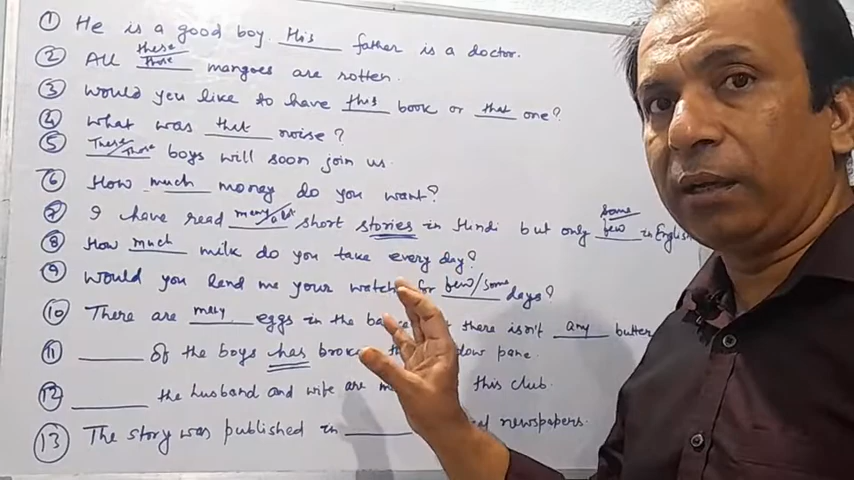 ① He is a good boy. His father is a doctor.
② All these those mangoes are rotten.
③ Would you like to have this book or that one?
④ What was that noise?
⑤ These/Those boys will soon join us.
⑥ How much money do you want?
⑦ I have read many/a lot short stories in Hindi but only some few in English
⑧ How much milk do you take every day?
⑨ Would you lend me your watch for few/some days?
⑩ There are many eggs in the there isn't any butter
⑪ ______ of the boys has pane.
⑫ ______ the husband and wife are this club.
⑬ The story was published in ______ newspapers.